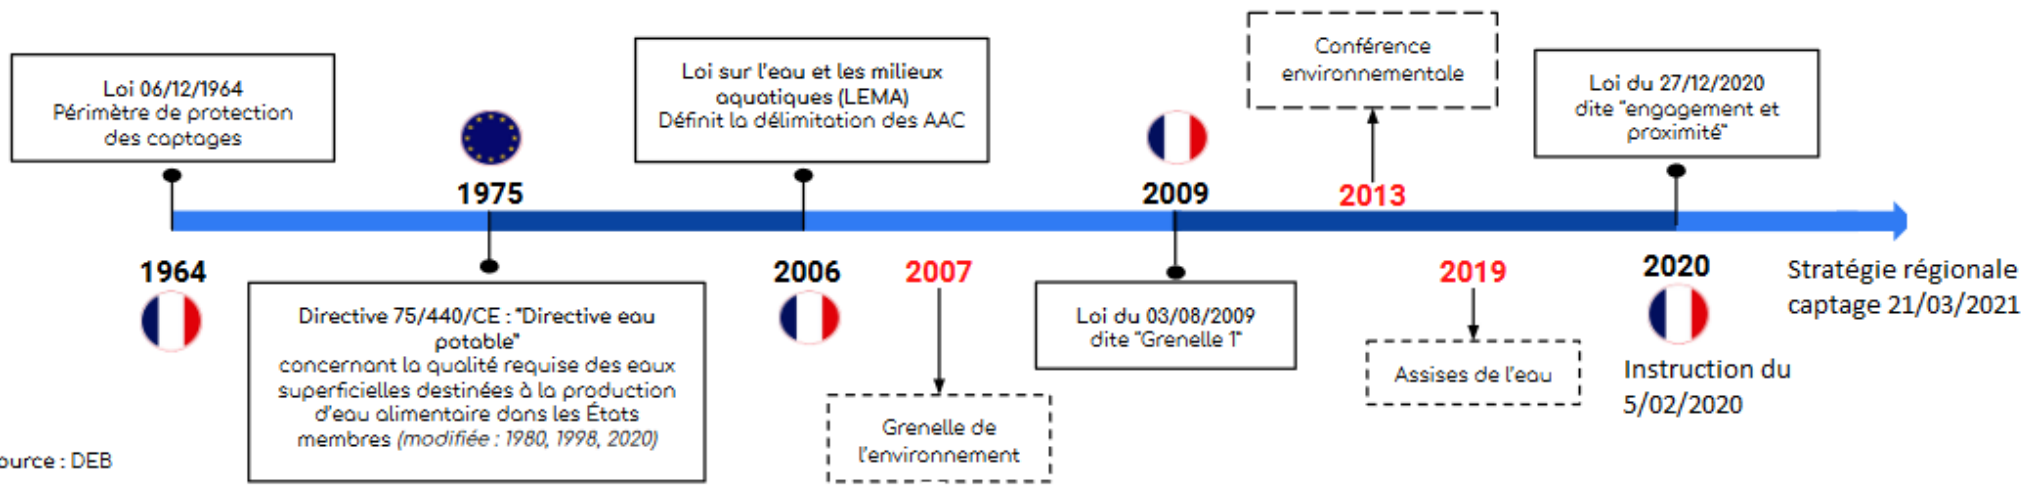 Loi 06/12/1964
Périmètre de protection
des captages
1975
Loi sur l'eau et les milieux
aquatiques (LEMA)
Définit la délimitation des AAC
2009
Conférence
environnementale
2013
Loi du 27/12/2020
dite "engagement et
proximité"
1964
Directive 75/440/CE : "Directive eau
potable"
concernant la qualité requise des eaux
superficielles destinées à la production
d'eau alimentaire dans les États
membres (modifiée : 1980, 1998, 2020)
2006
2007
Grenelle de
l'environnement
Loi du 03/08/2009
dite "Grenelle 1"
2019
Assises de l'eau
2020
Instruction du
5/02/2020
Stratégie régionale
captage 21/03/2021
ource : DEB